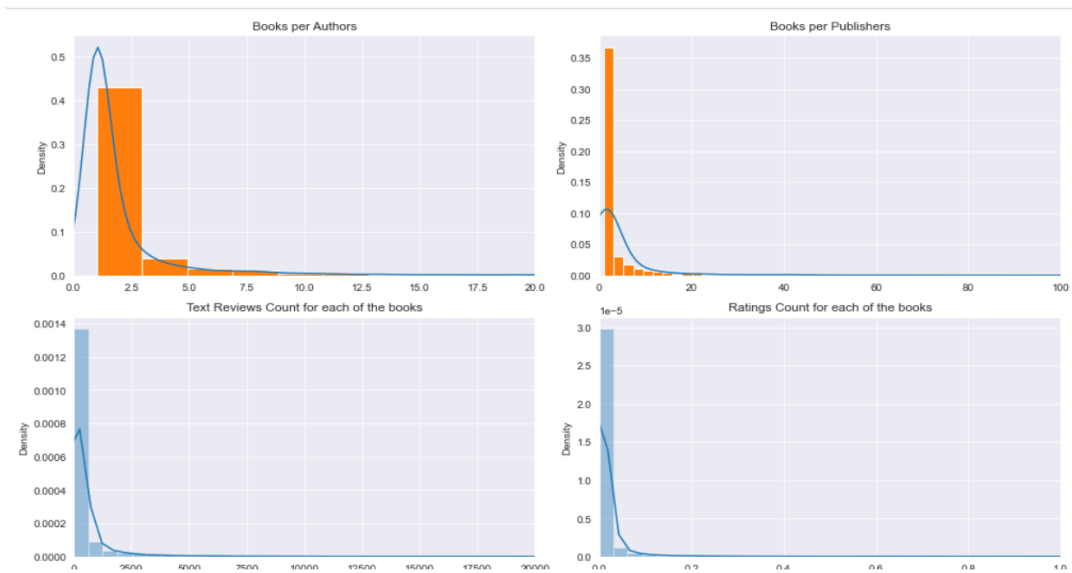 Books per Authors
Density
0.5
0.4
0.3
0.2
0.1
0.0
0.0 2.5 5.0 7.5 10.0 12.5 15.0 17.5 20.0
Books per Publishers
Density
0.35
0.30
0.25
0.20
0.15
0.10
0.05
0.00
0 20 40 60 80 100
Text Reviews Count for each of the books
Density
0.0014
0.0012
0.0010
0.0008
0.0006
0.0004
0.0002
0.0000
0 2500 5000 7500 10000 12500 15000 17500 20000
Ratings Count for each of the books
1e−5
Density
3.0
2.5
2.0
1.5
1.0
0.5
0.0
0.0 0.2 0.4 0.6 0.8 1.0